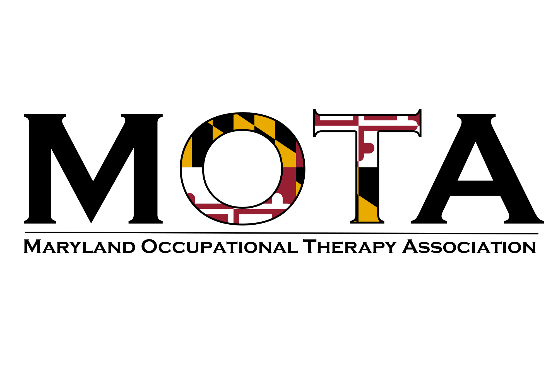 MOTA
MARYLAND OCCUPATIONAL THERAPY ASSOCIATION